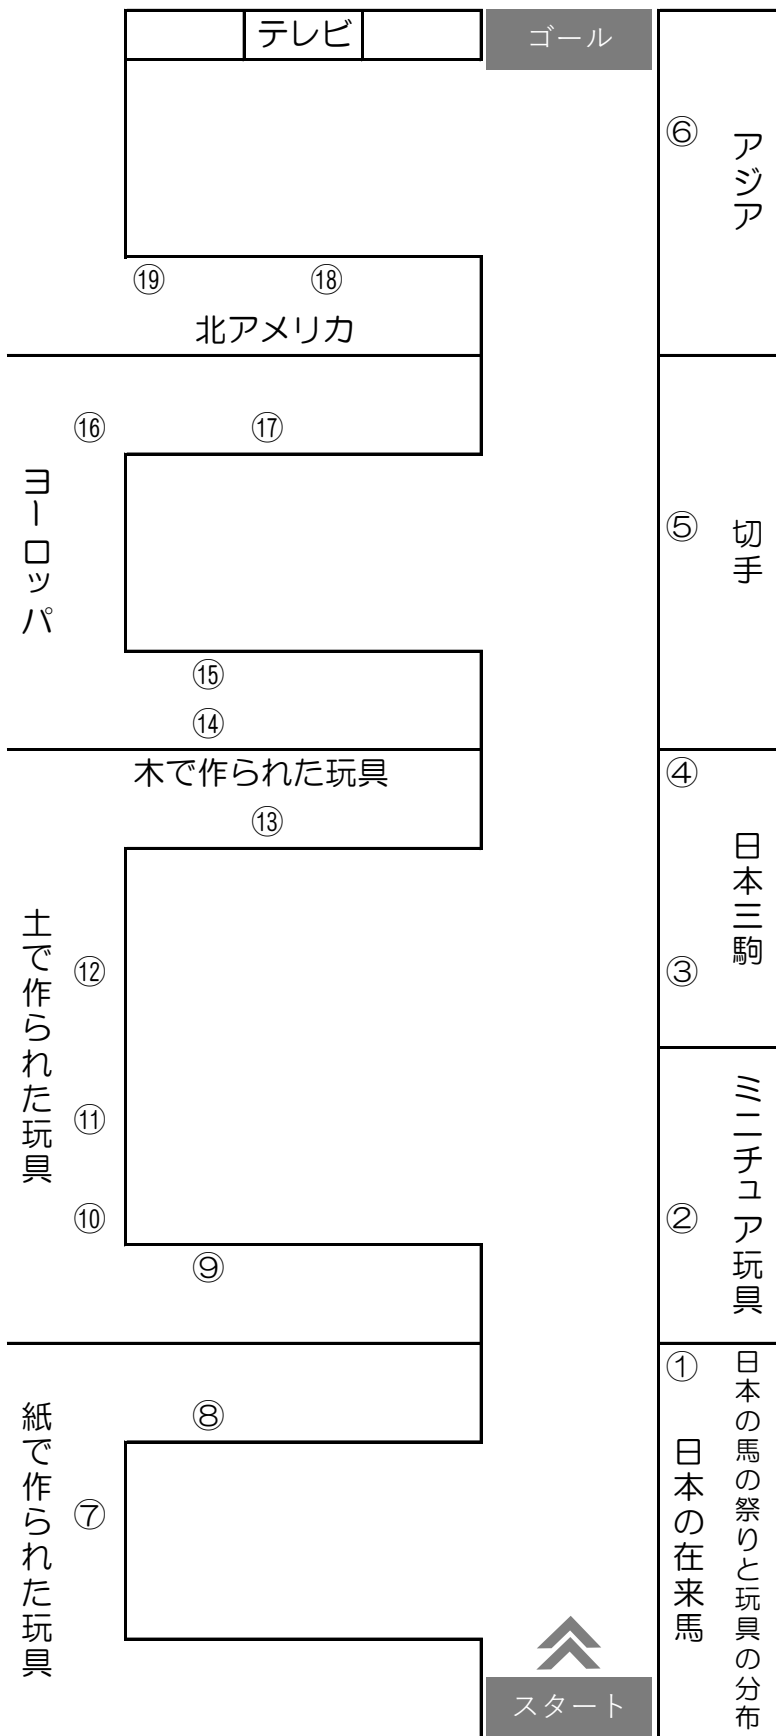 テレビ
ゴール
⑥
アジア
⑲
⑱
北アメリカ
⑯
⑰
ヨーロッパ
⑤
切手
⑮
⑭
木で作られた玩具
④
⑬
日本三駒
土で作られた玩具
⑫
③
⑪
⑩
ミニチュア玩具
②
⑨
①
日本の馬の祭りと玩具の分布
日本の在来馬
⑧
紙で作られた玩具
⑦
スタート